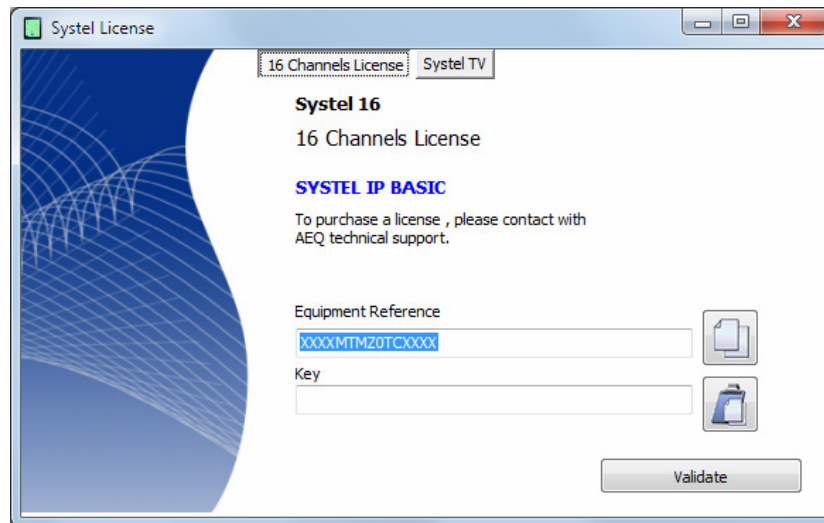 Systel License
16 Channels License
Systel TV
Systel 16
16 Channels License
SYSTEL IP BASIC
To purchase a license , please contact with
AEQ technical support.
Equipment Reference
XXXXMTMZ0TCXXXX
Key
Validate